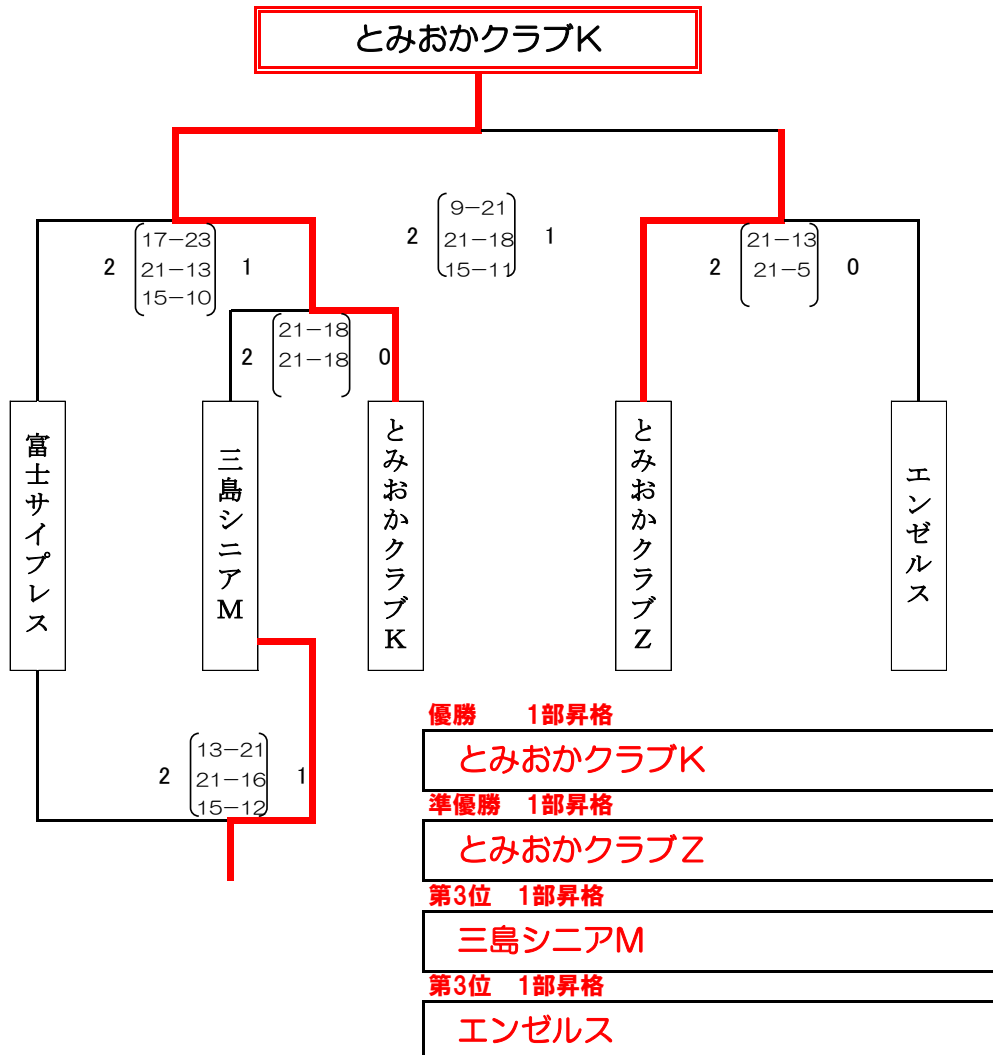 とみおかクラブK
2
9−21
21−18
15−11
1
2
17−23
21−13
15−10
1
2
21−13
21−5
0
2
21−18
21−18
0
富士サイプレス
三島シニアM
とみおかクラブK
とみおかクラブZ
エンゼルス
2
13−21
21−16
15−12
1
優勝 1部昇格
とみおかクラブK
準優勝 1部昇格
とみおかクラブZ
第3位 1部昇格
三島シニアM
第3位 1部昇格
エンゼルス